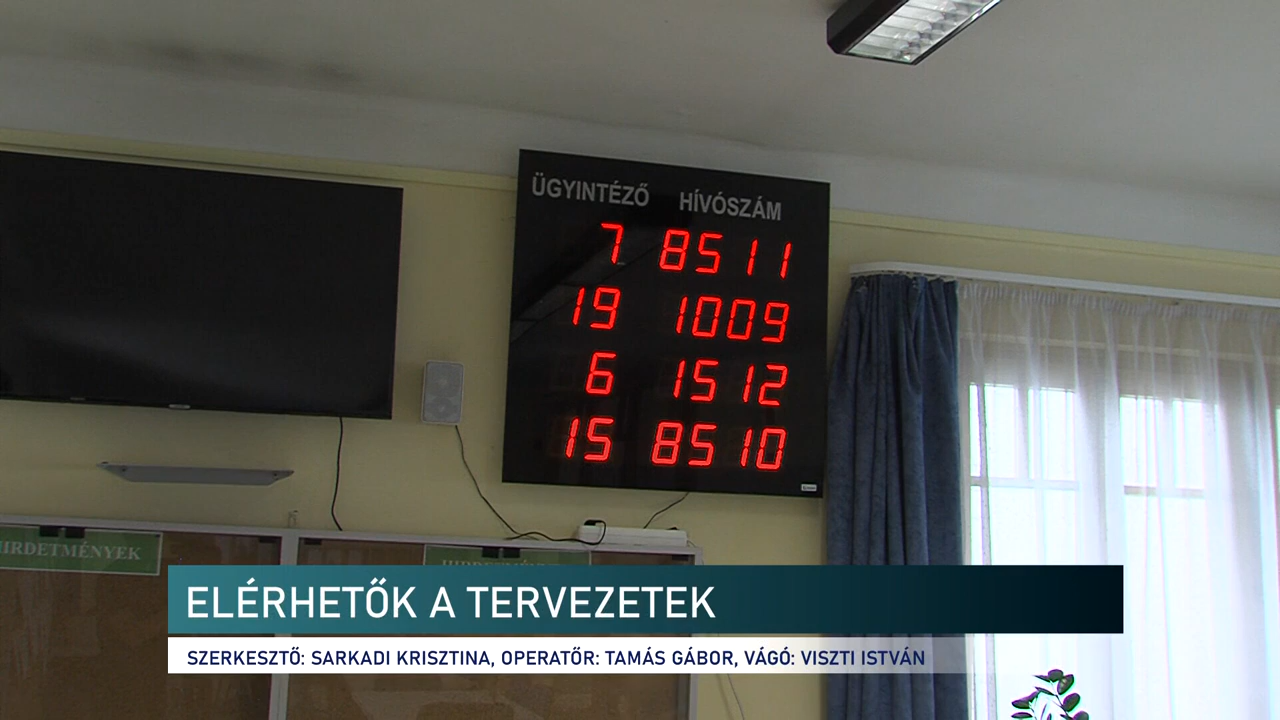 ÜGYINTÉZŐ HÍVÓSZÁM
7 8511
19 1009
6 1512
15 8510
HIRDETMÉNYEK
HIRDETMÉNYEK
ELÉRHETŐK A TERVEZETEK
SZERKESZTŐ: SARKADI KRISZTINA, OPERATŐR: TAMÁS GÁBOR, VÁGÓ: VISZTI ISTVÁN